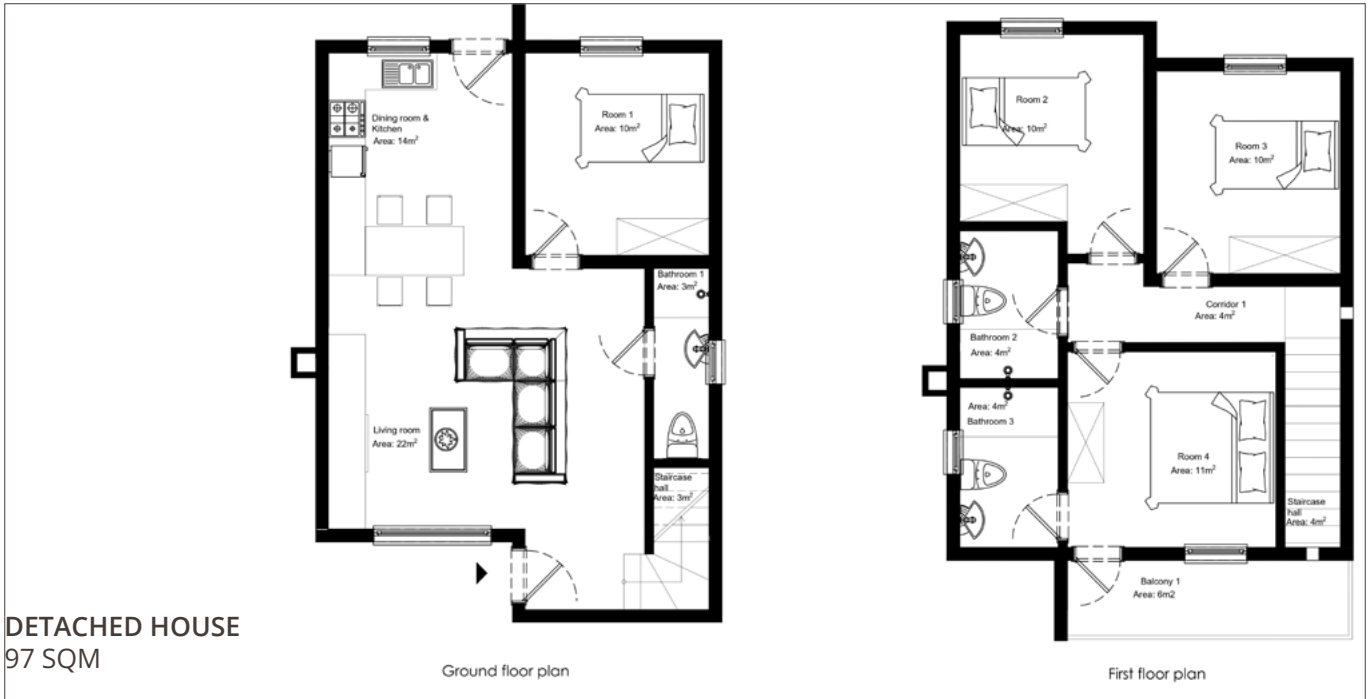 Dining room &
Kitchen
Area: 14m²
Room 1
Area: 10m²
Bathroom 1
Area: 3m²
Living room
Area: 22m²
Staircase
hall
Area: 3m²
Ground floor plan
Room 2
Area: 10m²
Room 3
Area: 10m²
Corridor 1
Area: 4m²
Bathroom 2
Area: 4m²
Area: 4m²
Bathroom 3
Room 4
Area: 11m²
Staircase
hall
Area: 4m²
Balcony 1
Area: 6m2
First floor plan
DETACHED HOUSE
97 SQM